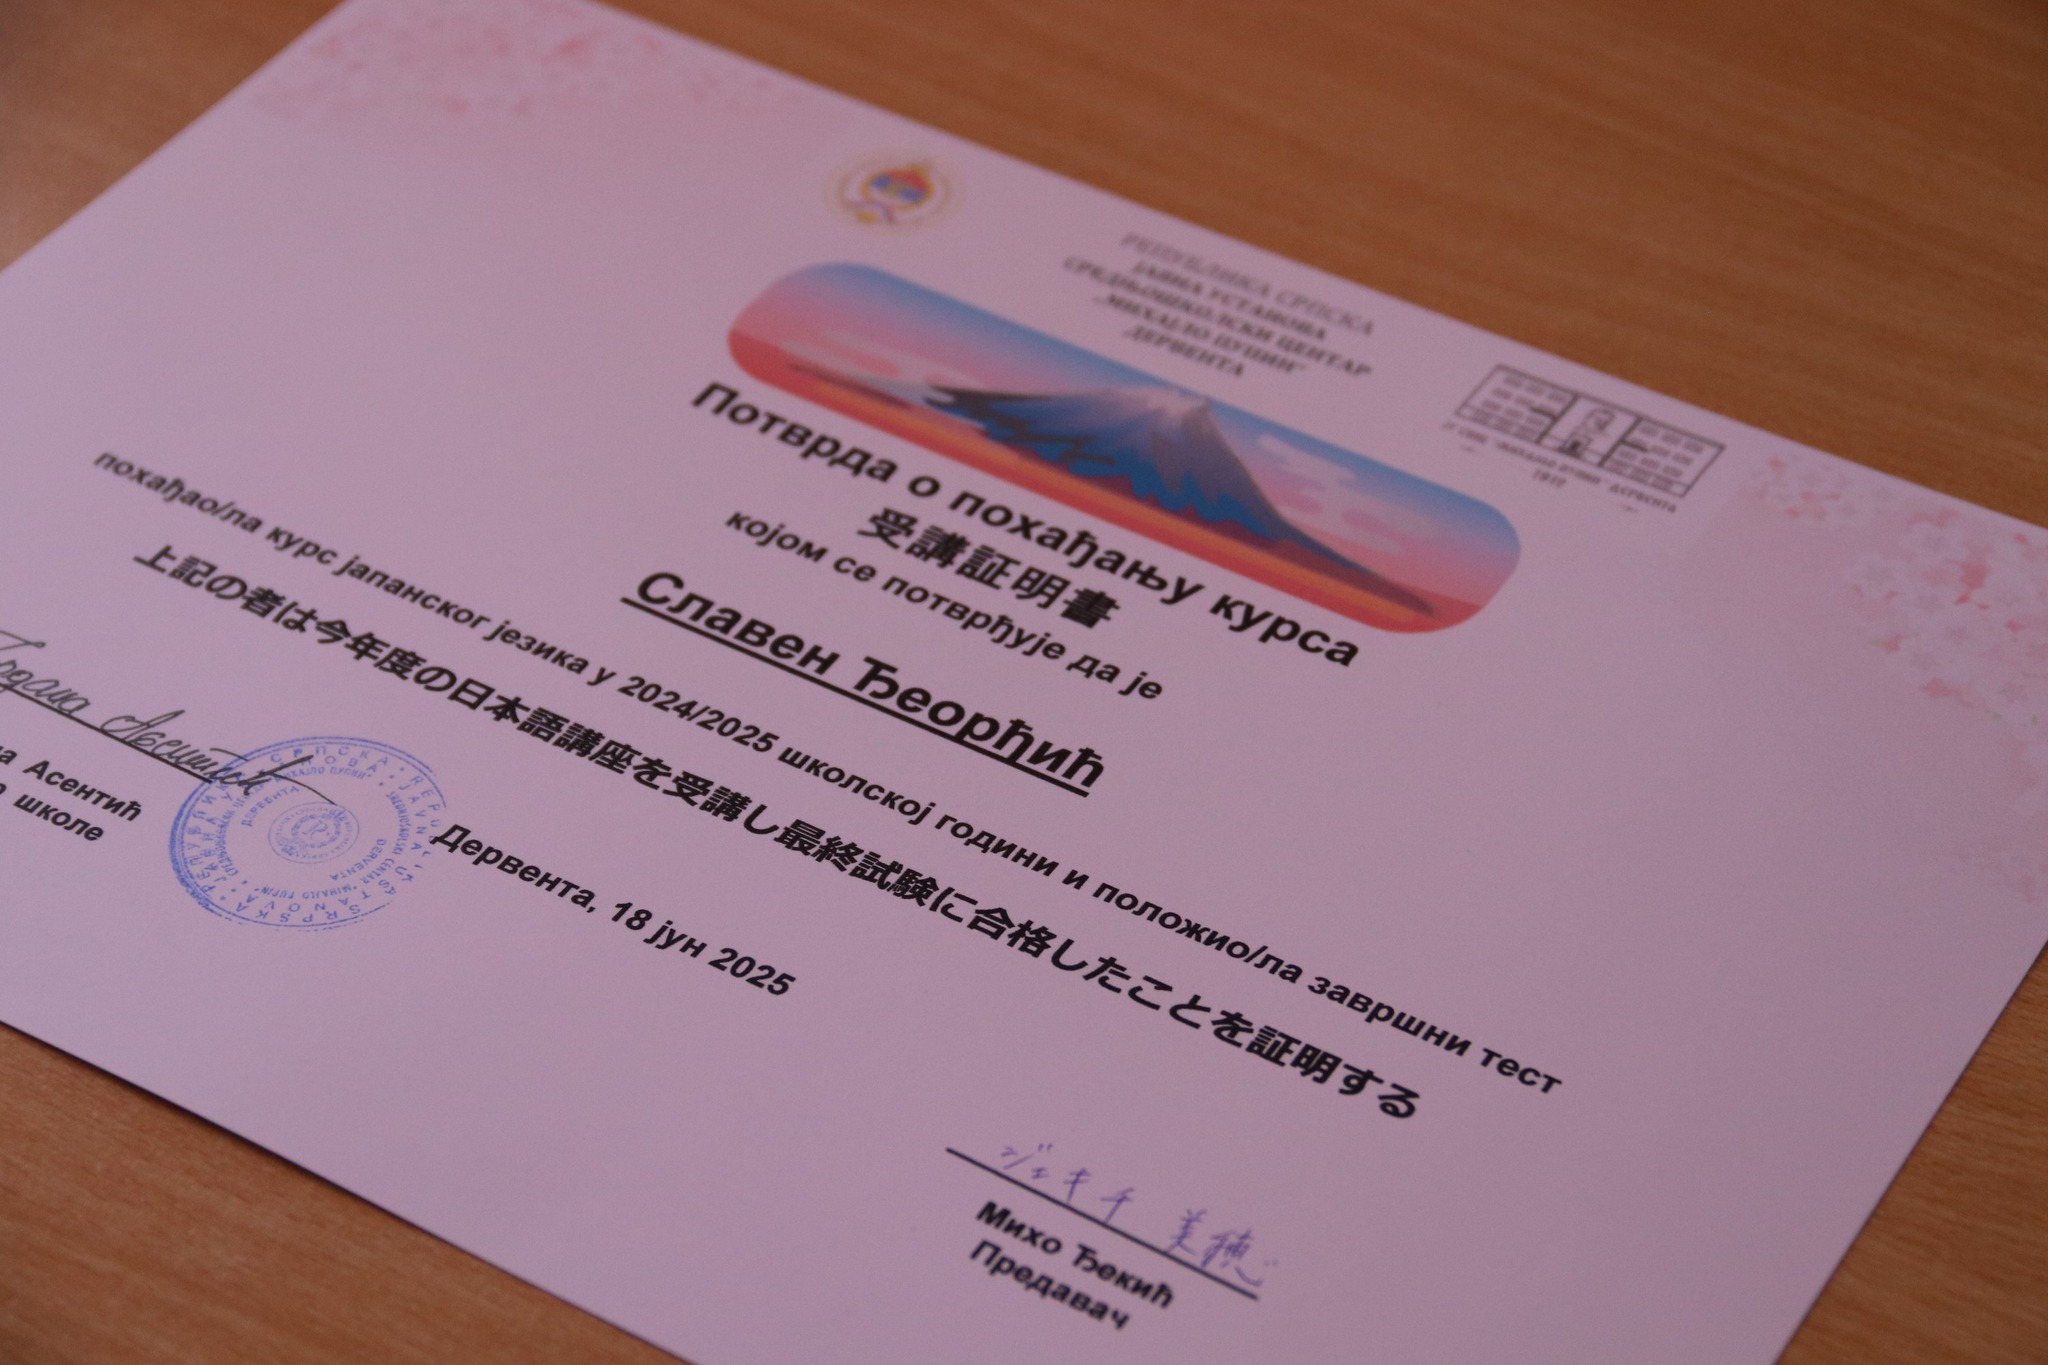 РЕПУБЛИКА СРПСКА
ЈАВНА УСТАНОВА
СРЕДЊОШКОЛСКИ ЦЕНТАР
„МИХАЈЛО ПУПИН“
ДЕРВЕНТА
Потврда о похађању курса
受講証明書
којом се потврђује да је
Славен Ђеорђић
похађао/ла курс јапанског језика у 2024/2025 школској години и положио/ла завршни тест
上記の者は今年度の日本語講座を受講し最終試験に合格したことを証明する
Дервента, 18 јун 2025
Асентић
школе
ДЕРВЕНТА
DERVENTA
ジェキチ 美穂
Михо Ђекић
Предавач